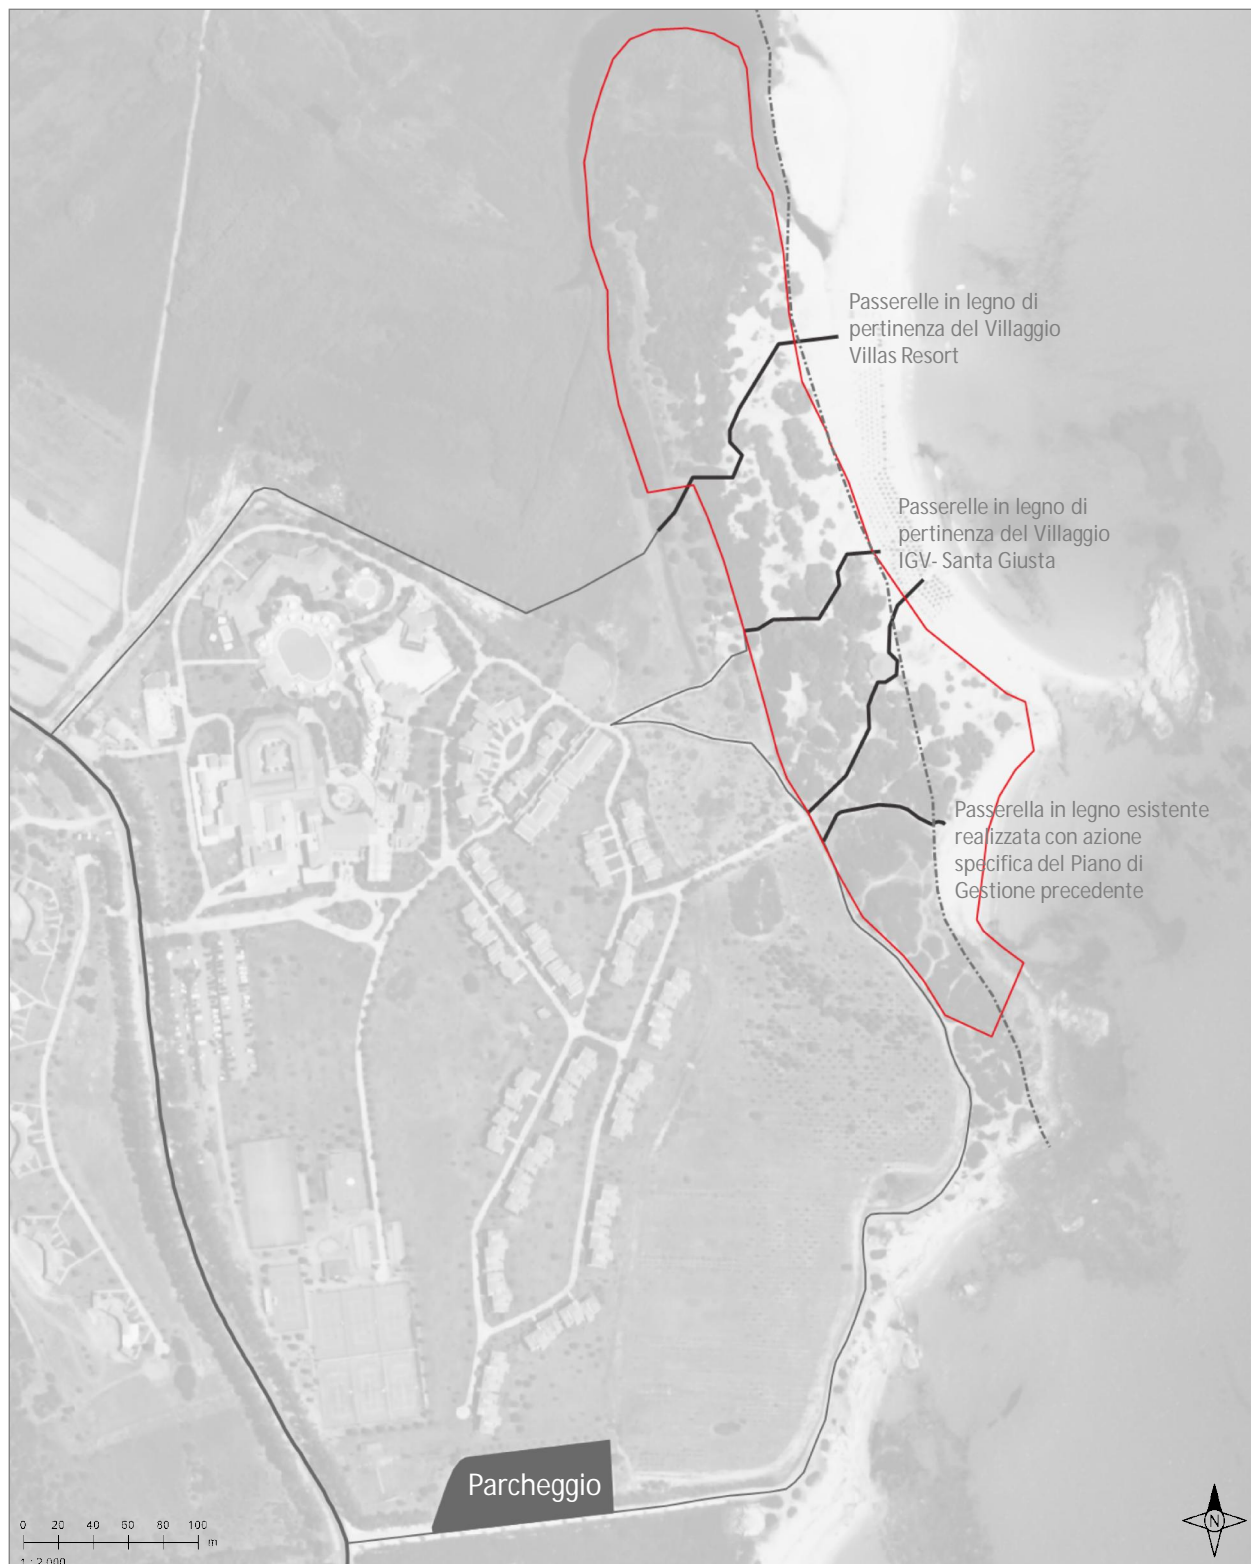 Passerelle in legno di
pertinenza del Villaggio
Villas Resort
Passerelle in legno di
pertinenza del Villaggio
IGV- Santa Giusta
Passerella in legno esistente
realizzata con azione
specifica del Piano di
Gestione precedente
Parcheggio
0 20 40 60 80 100
m
1 : 2.000
N